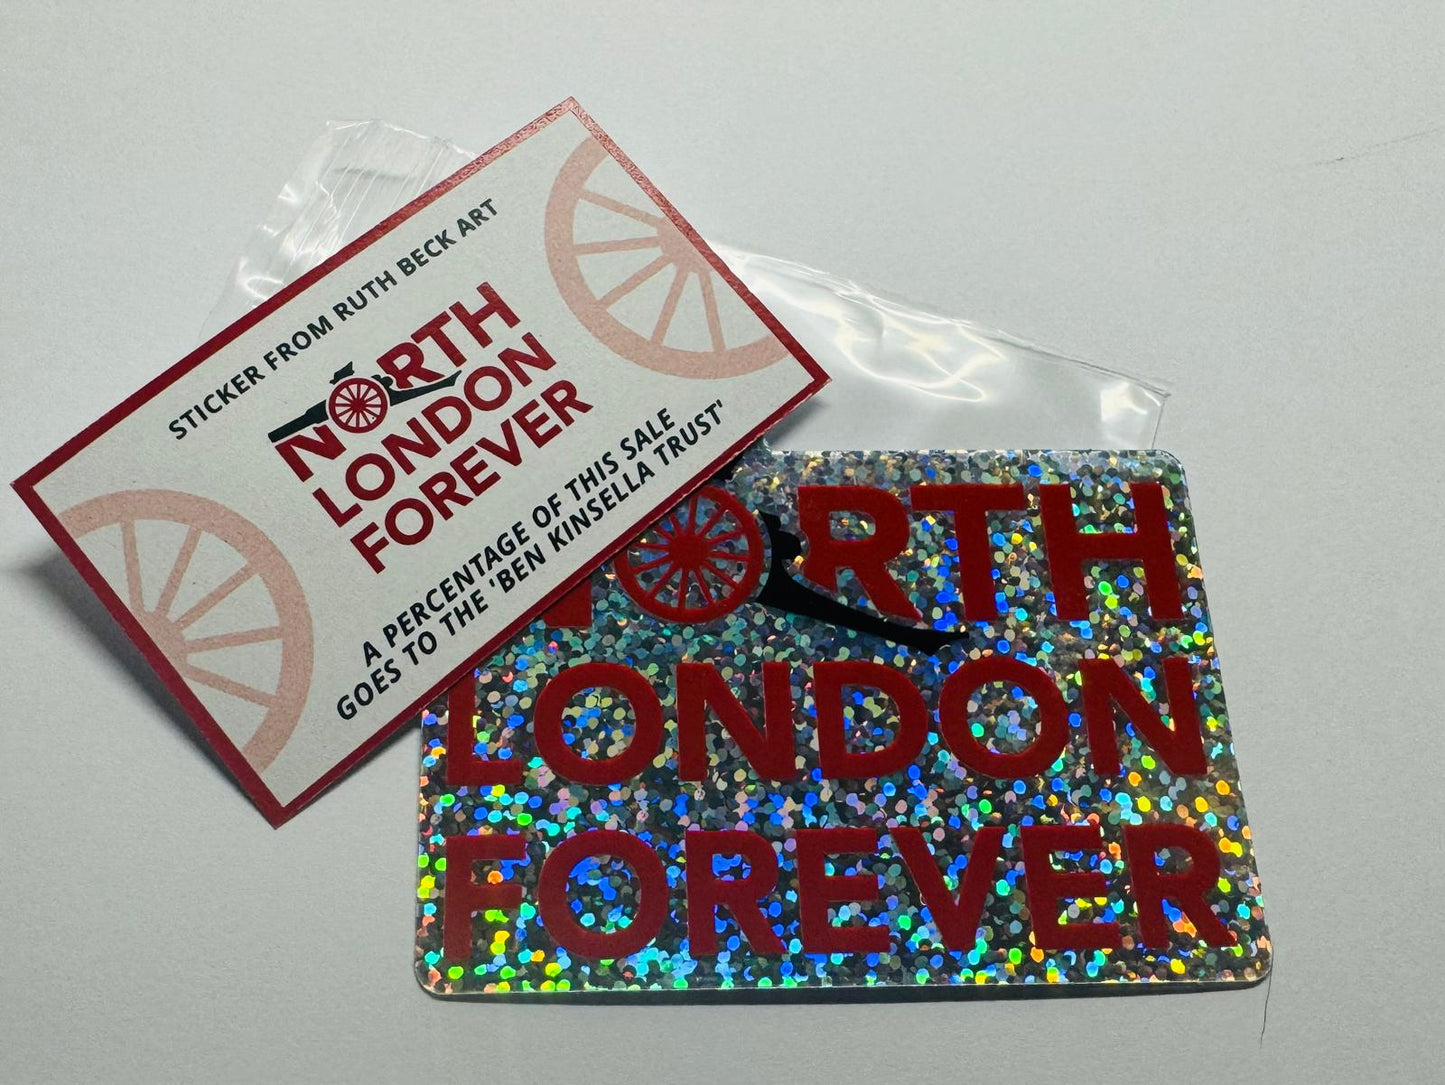 STICKER FROM RUTH BECK ART
NORTH
LONDON
FOREVER
A PERCENTAGE OF THIS SALE
GOES TO THE 'BEN KINSELLA TRUST'
NORTH
LONDON
FOREVER